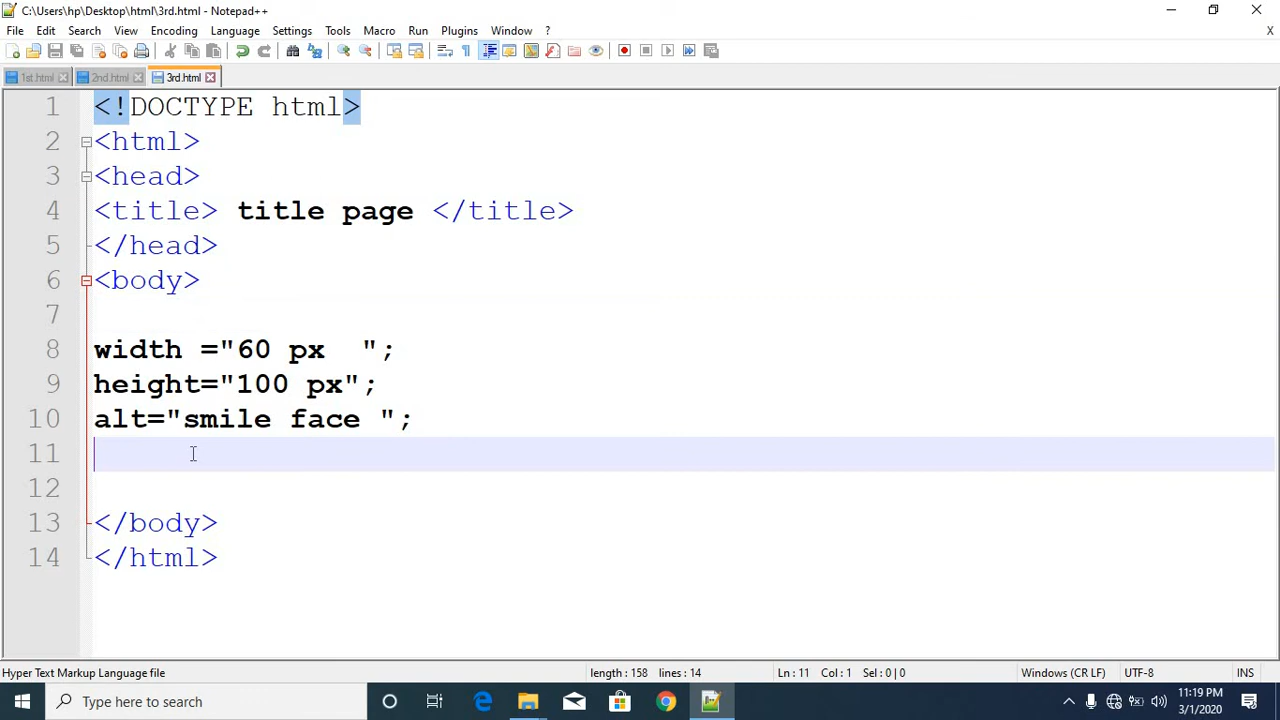 C:\Users\hp\Desktop\html\3rd.html - Notepad++
File Edit Search View Encoding Language Settings Tools Macro Run Plugins Window ? X
1st.html 2nd.html 3rd.html
1 <!DOCTYPE html>
2 <html>
3 <head>
4 <title> title page </title>
5 </head>
6 <body>
7
8 width ="60 px  ";
9 height="100 px";
10 alt="smile face ";
11
12
13 </body>
14 </html>
Hyper Text Markup Language file length : 158 lines : 14 Ln : 11 Col : 1 Sel : 0 | 0 Windows (CR LF) UTF-8 INS
Type here to search 11:19 PM
3/1/2020